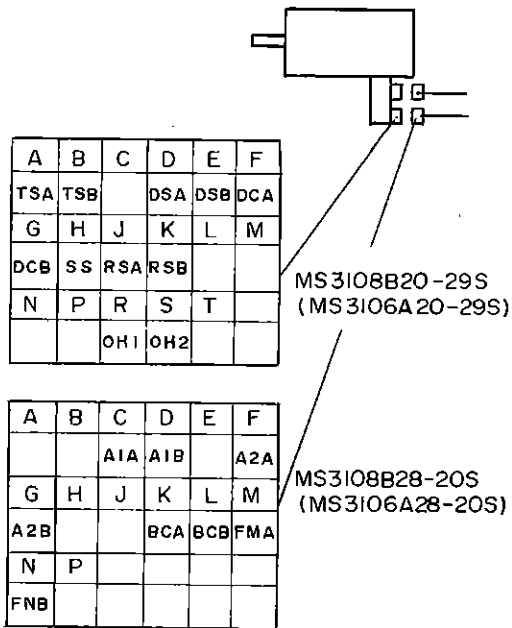 A B C D E F
TSA TSB DSA DSB DCA
G H J K L M
DCB SS RSA RSB
N P R S T
OH1 OH2
MS3108B20-29S
(MS3106A20-29S)
A B C D E F
A1A A1B A2A
G H J K L M
A2B BCA BCB FMA
N P
FNB
MS3108B28-20S
(MS3106A28-20S)